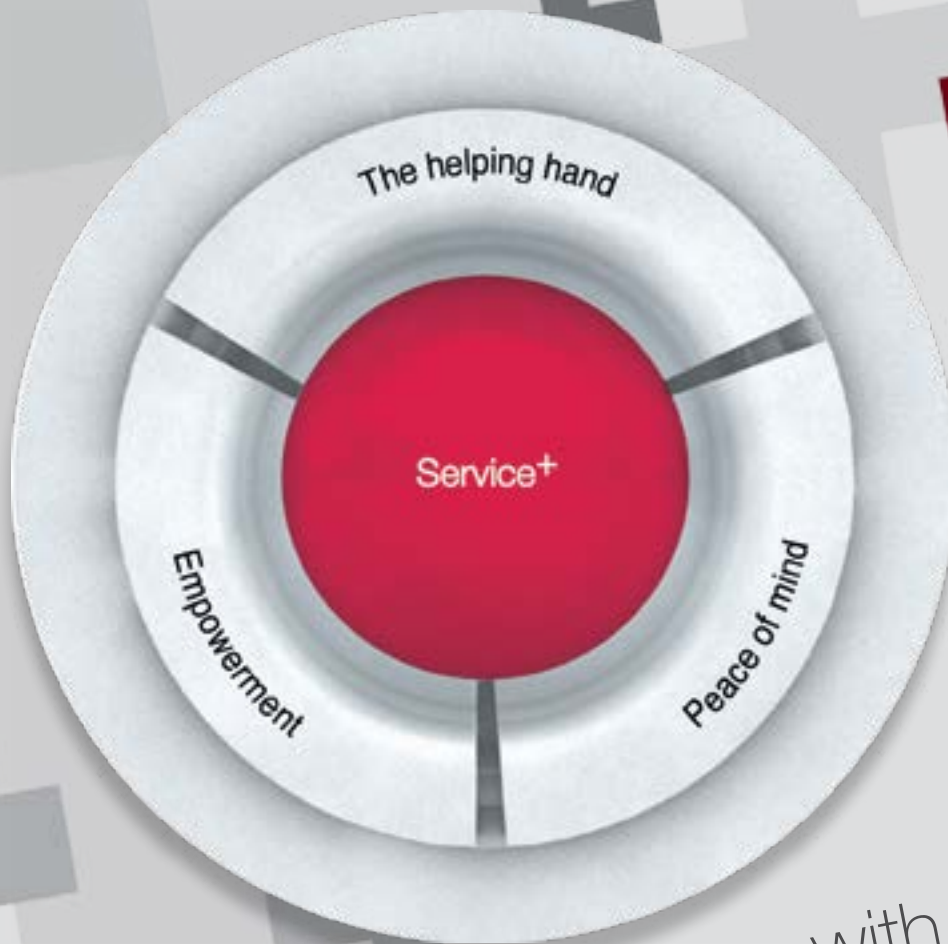 The helping hand
Service+
Empowerment
Peace of mind
with